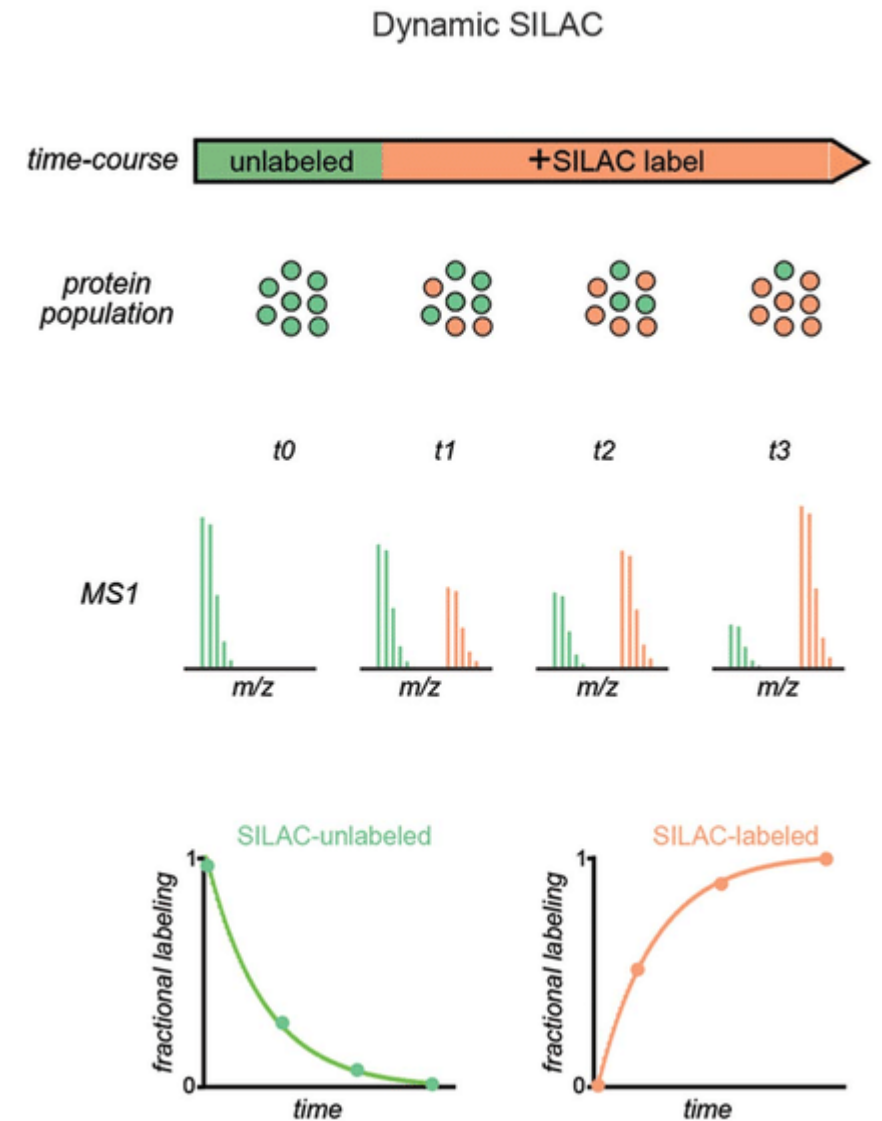 Dynamic SILAC
time-course
unlabeled
+SILAC label
protein
population
t0
t1
t2
t3
MS1
m/z
m/z
m/z
m/z
SILAC-unlabeled
1
fractional labeling
0
time
SILAC-labeled
1
fractional labeling
0
time